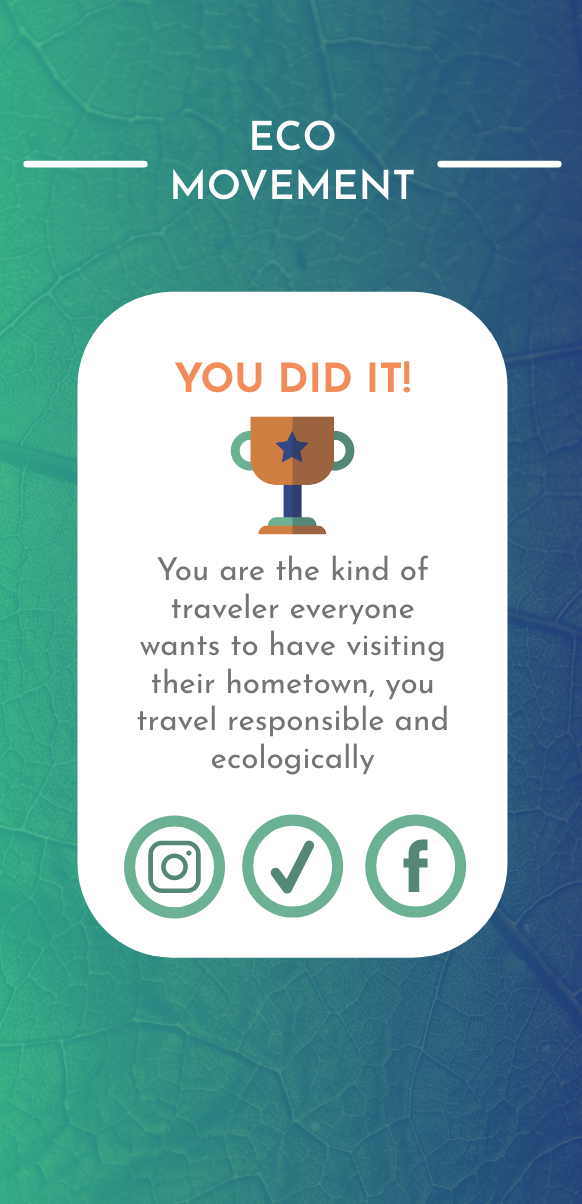 ECO
MOVEMENT
YOU DID IT!
You are the kind of
traveler everyone
wants to have visiting
their hometown, you
travel responsible and
ecologically